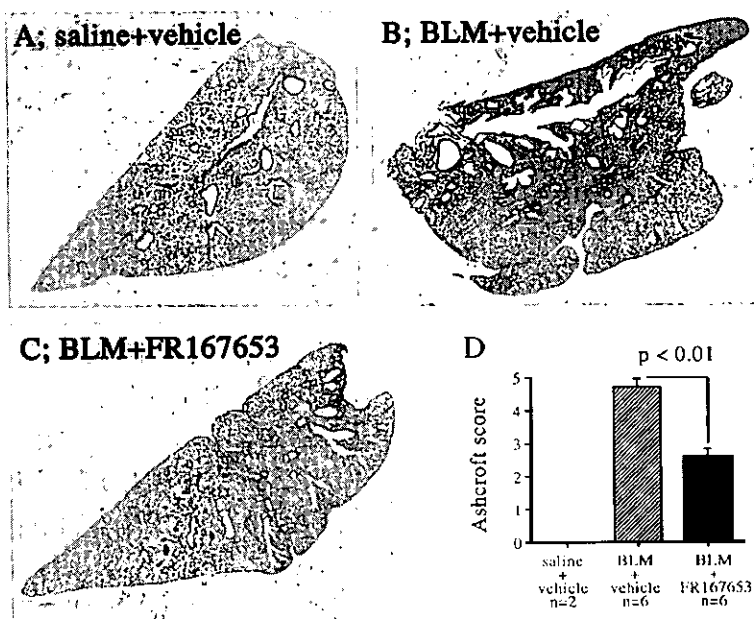 A; saline+vehicle
B; BLM+vehicle
C; BLM+FR167653
D
p < 0.01
Ashcroft score
5
4
3
2
1
0
saline
+
vehicle
n=2
BLM
+
vehicle
n=6
BLM
+
FR167653
n=6